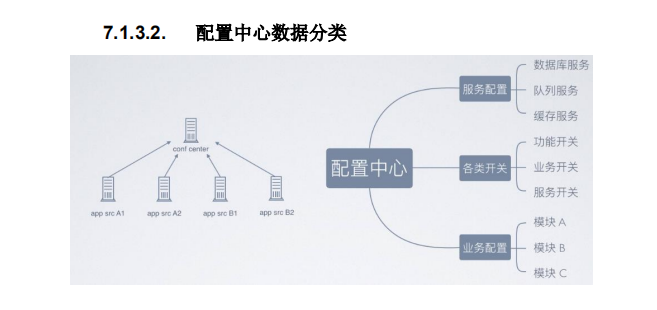 7.1.3.2. 配置中心数据分类
conf center
app src A1
app src A2
app src B1
app src B2
配置中心
服务配置
数据库服务
队列服务
缓存服务
各类开关
功能开关
业务开关
服务开关
业务配置
模块 A
模块 B
模块 C